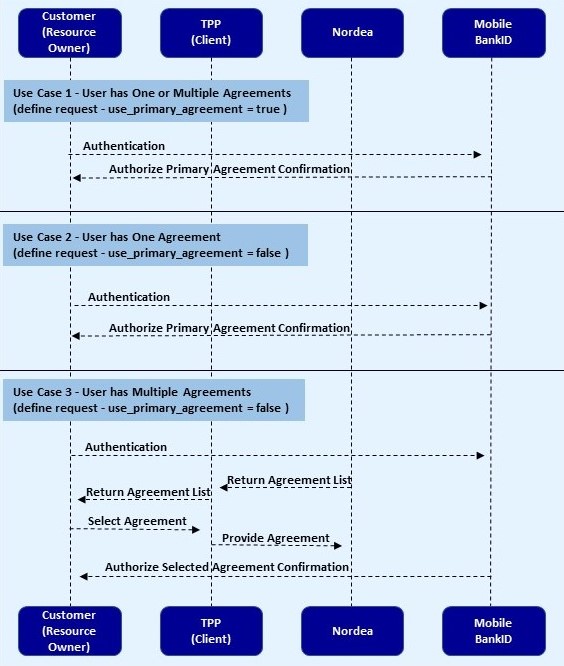 Customer
(Resource
Owner)
TPP
(Client)
Nordea
Mobile
BankID
Use Case 1 - User has One or Multiple Agreements
(define request - use_primary_agreement = true )
Authentication
Authorize Primary Agreement Confirmation
Use Case 2 - User has One Agreement
(define request - use_primary_agreement = false )
Authentication
Authorize Primary Agreement Confirmation
Use Case 3 - User has Multiple Agreements
(define request - use_primary_agreement = false )
Authentication
Return Agreement List
Return Agreement List
Select Agreement
Provide Agreement
Authorize Selected Agreement Confirmation
Customer
(Resource
Owner)
TPP
(Client)
Nordea
Mobile
BankID